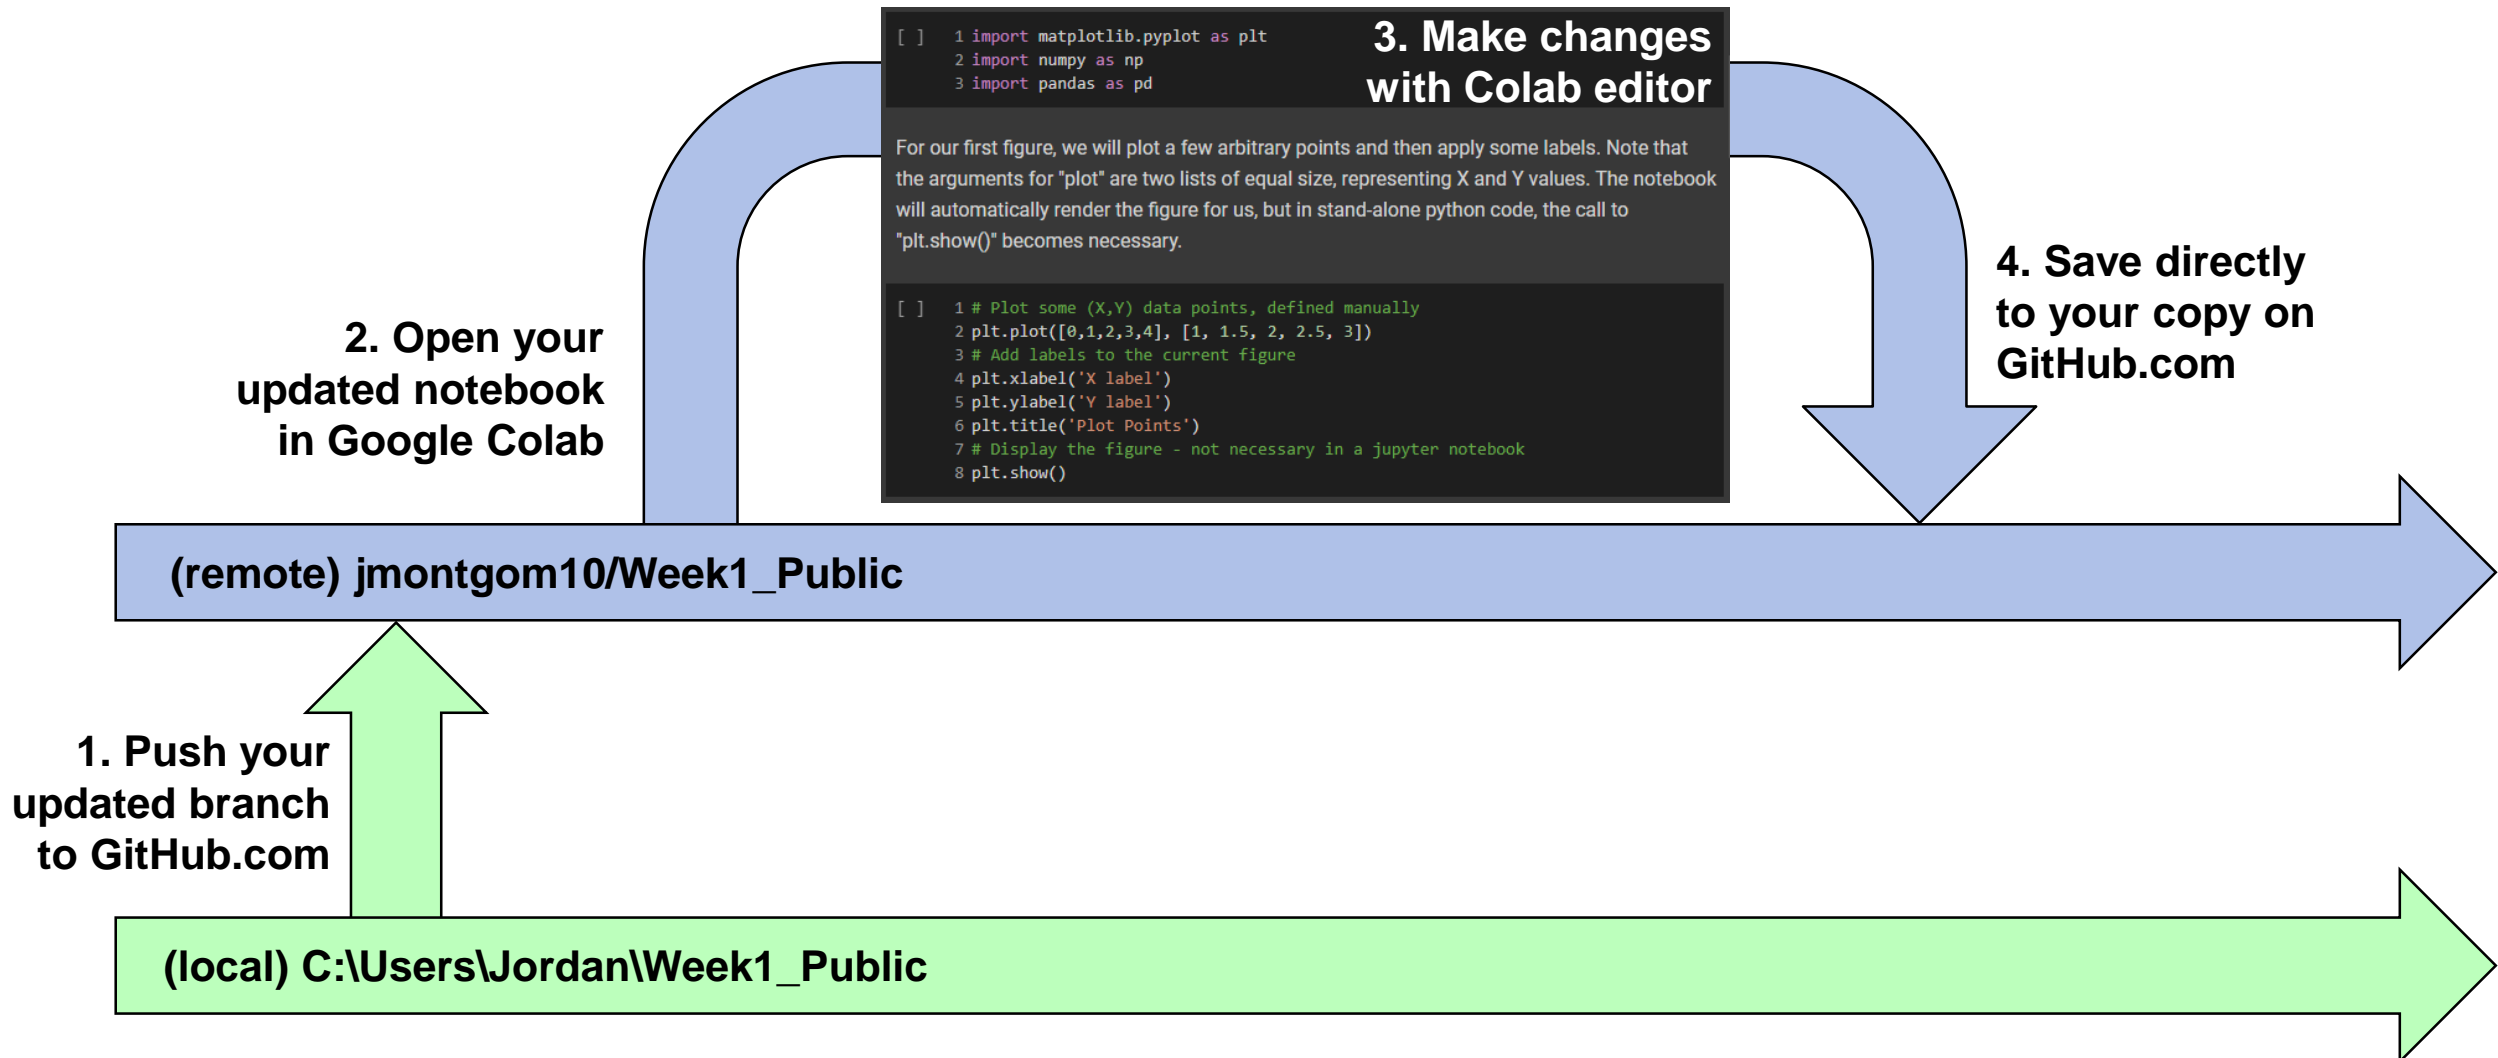 [ ] 1 import matplotlib.pyplot as plt
2 import numpy as np
3 import pandas as pd
3. Make changes
with Colab editor
For our first figure, we will plot a few arbitrary points and then apply some labels. Note that
the arguments for "plot" are two lists of equal size, representing X and Y values. The notebook
will automatically render the figure for us, but in stand-alone python code, the call to
"plt.show()" becomes necessary.
[ ] 1 # Plot some (X,Y) data points, defined manually
2 plt.plot([0,1,2,3,4], [1, 1.5, 2, 2.5, 3])
3 # Add labels to the current figure
4 plt.xlabel('X label')
5 plt.ylabel('Y label')
6 plt.title('Plot Points')
7 # Display the figure - not necessary in a jupyter notebook
8 plt.show()
2. Open your
updated notebook
in Google Colab
4. Save directly
to your copy on
GitHub.com
(remote) jmontgom10/Week1_Public
1. Push your
updated branch
to GitHub.com
(local) C:\Users\Jordan\Week1_Public